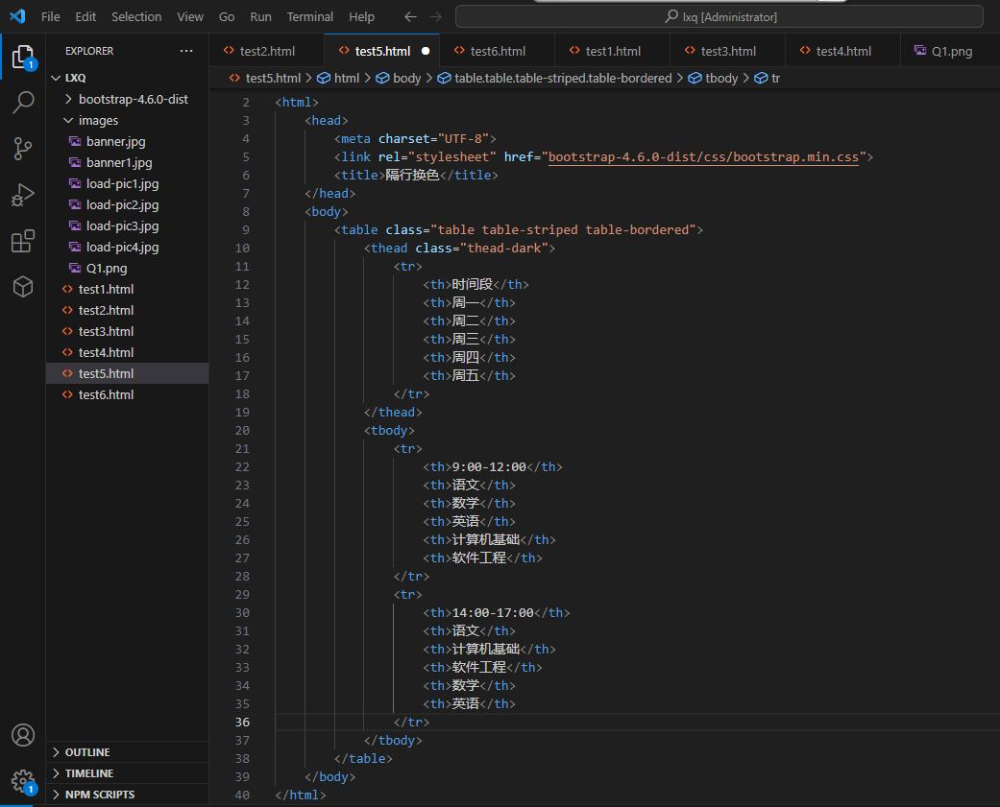 File Edit Selection View Go Run Terminal Help
lxq [Administrator]
EXPLORER
test2.html test5.html test6.html test1.html test3.html test4.html Q1.png
test5.html > html > body > table.table.table-striped.table-bordered > tbody > tr
LXQ
bootstrap-4.6.0-dist
images
banner.jpg
banner1.jpg
load-pic1.jpg
load-pic2.jpg
load-pic3.jpg
load-pic4.jpg
Q1.png
test1.html
test2.html
test3.html
test4.html
test5.html
test6.html
OUTLINE
TIMELINE
NPM SCRIPTS
1
1
2 <html>
3 <head>
4 <meta charset="UTF-8">
5 <link rel="stylesheet" href="bootstrap-4.6.0-dist/css/bootstrap.min.css">
6 <title>隔行换色</title>
7 </head>
8 <body>
9 <table class="table table-striped table-bordered">
10 <thead class="thead-dark">
11 <tr>
12 <th>时间段</th>
13 <th>周一</th>
14 <th>周二</th>
15 <th>周三</th>
16 <th>周四</th>
17 <th>周五</th>
18 </tr>
19 </thead>
20 <tbody>
21 <tr>
22 <th>9:00-12:00</th>
23 <th>语文</th>
24 <th>数学</th>
25 <th>英语</th>
26 <th>计算机基础</th>
27 <th>软件工程</th>
28 </tr>
29 <tr>
30 <th>14:00-17:00</th>
31 <th>语文</th>
32 <th>计算机基础</th>
33 <th>软件工程</th>
34 <th>数学</th>
35 <th>英语</th>
36 </tr>
37 </tbody>
38 </table>
39 </body>
40 </html>